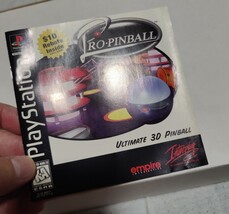 $10
Rebate
Inside
PRO-PINBALL
PlayStation
ULTIMATE 3D PINBALL
empire
Interplay